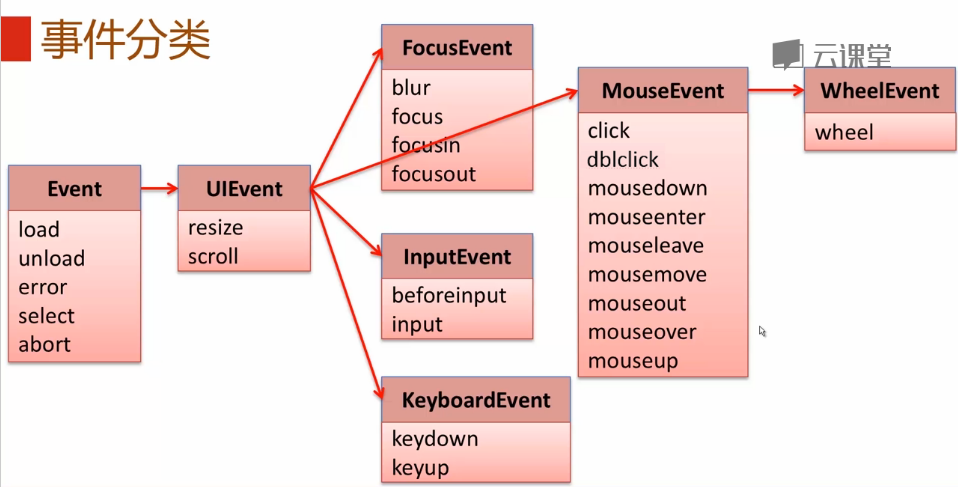 事件分类
云课堂
FocusEvent
blur
focus
focusin
focusout
MouseEvent
click
dblclick
mousedown
mouseenter
mouseleave
mousemove
mouseout
mouseover
mouseup
WheelEvent
wheel
Event
load
unload
error
select
abort
UIEvent
resize
scroll
InputEvent
beforeinput
input
KeyboardEvent
keydown
keyup